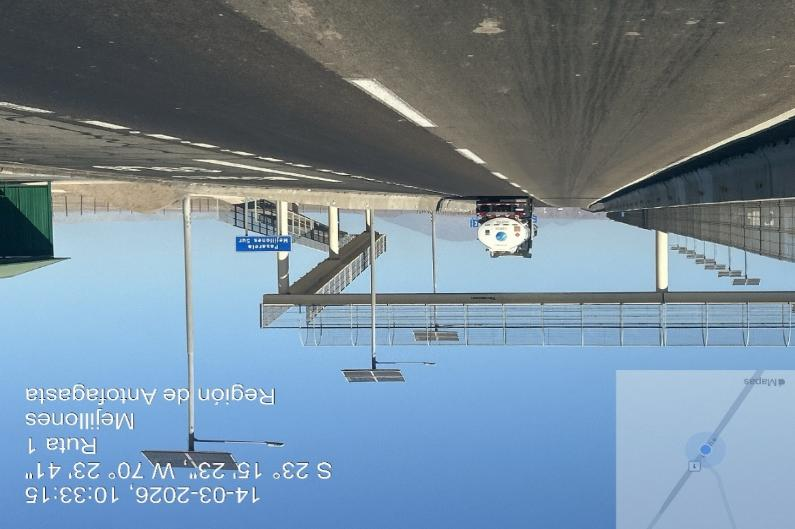 14-03-2026, 10:33:15
S 23° 15' 23", W 70° 23' 41"
Ruta 1
Mejillones
Región de Antofagasta
Mapas
1
Pasarela
Mejillones Sur